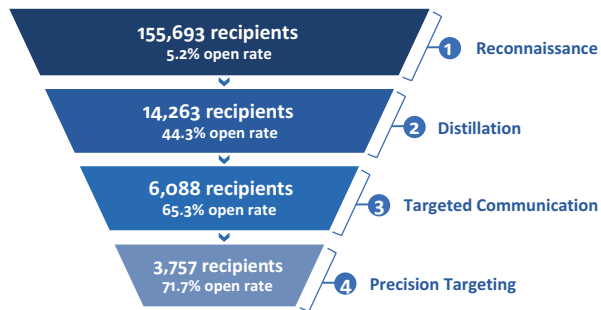 155,693 recipients
5.2% open rate
1 Reconnaissance
14,263 recipients
44.3% open rate
2 Distillation
6,088 recipients
65.3% open rate
3 Targeted Communication
3,757 recipients
71.7% open rate
4 Precision Targeting